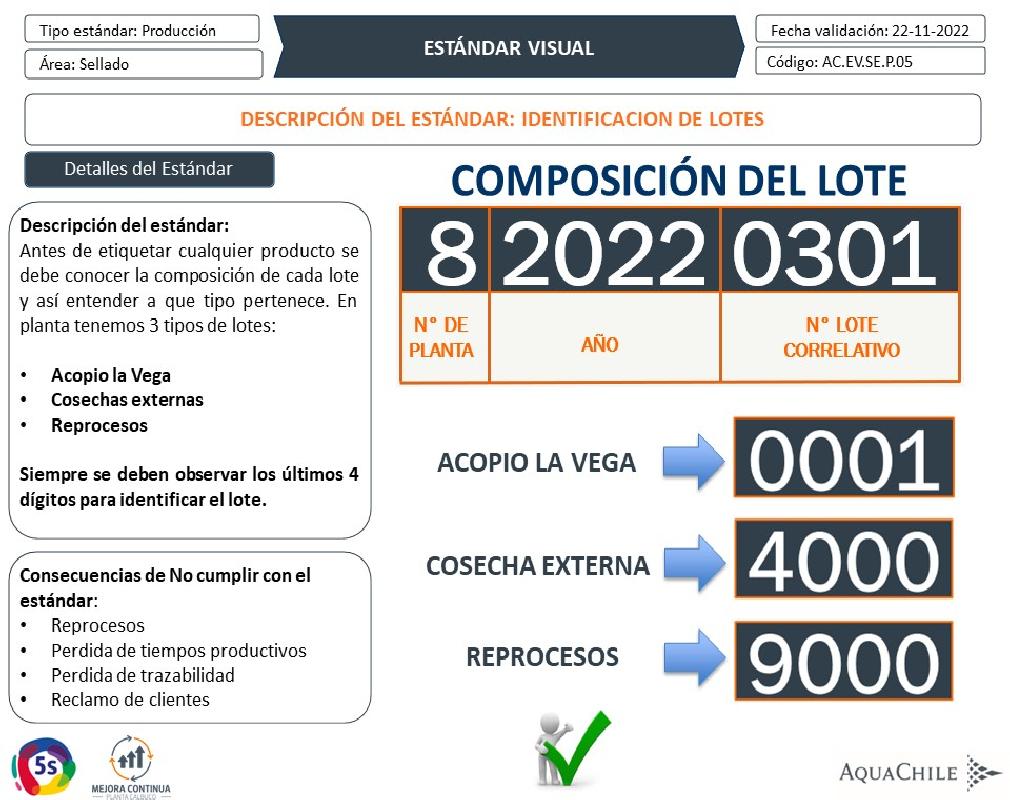 Tipo estándar: Producción
Área: Sellado
ESTÁNDAR VISUAL
Fecha validación: 22-11-2022
Código: AC.EV.SE.P.05
DESCRIPCIÓN DEL ESTÁNDAR: IDENTIFICACION DE LOTES
Detalles del Estándar
Descripción del estándar:
Antes de etiquetar cualquier producto se
debe conocer la composición de cada lote
y así entender a que tipo pertenece. En
planta tenemos 3 tipos de lotes:
• Acopio la Vega
• Cosechas externas
• Reprocesos
Siempre se deben observar los últimos 4
dígitos para identificar el lote.
Consecuencias de No cumplir con el
estándar:
• Reprocesos
• Perdida de tiempos productivos
• Perdida de trazabilidad
• Reclamo de clientes
COMPOSICIÓN DEL LOTE
8 2022 0301
N° DE
PLANTA
AÑO
N° LOTE
CORRELATIVO
ACOPIO LA VEGA 0001
COSECHA EXTERNA 4000
REPROCESOS 9000
5s
MEJORA CONTINUA
PLANTA CALBUCO
AQUACHILE